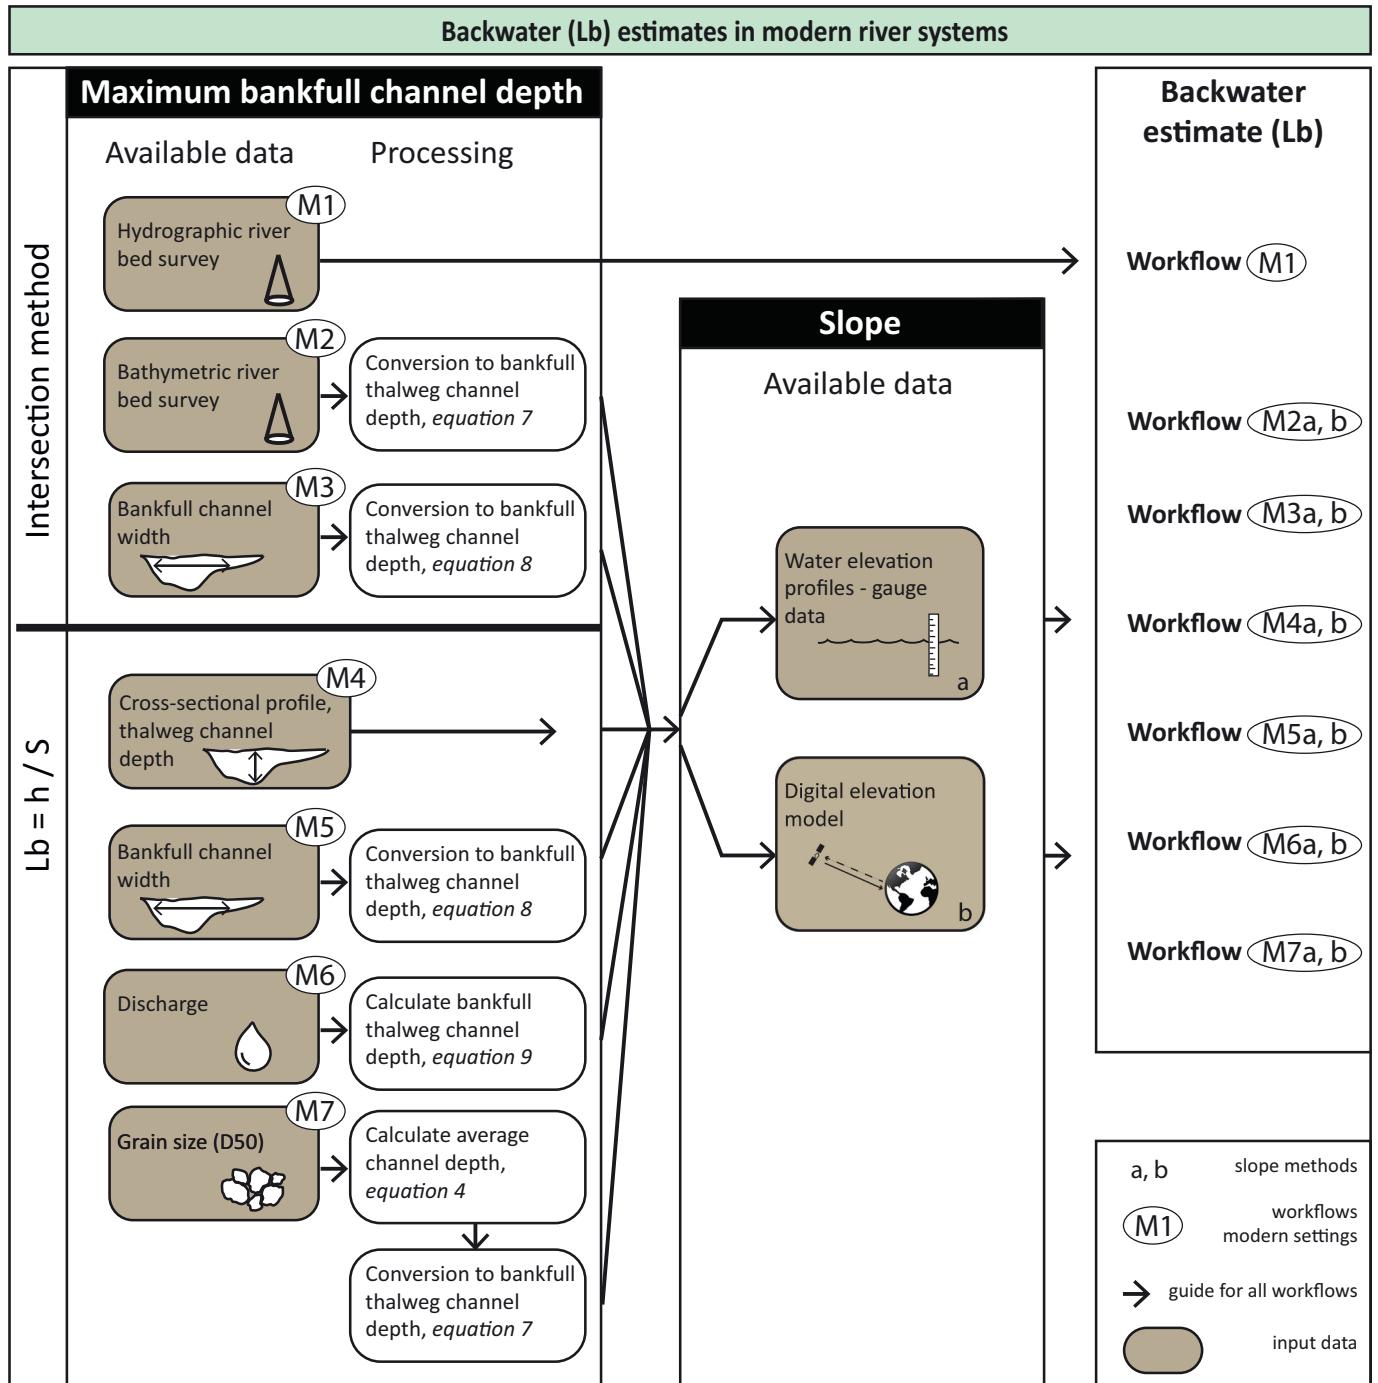 Backwater (Lb) estimates in modern river systems
Intersection method
Lb = h / S
Maximum bankfull channel depth
Available data
Processing
M1
Hydrographic river
bed survey
M2
Bathymetric river
bed survey
Conversion to bankfull
thalweg channel
depth, equation 7
M3
Bankfull channel
width
Conversion to bankfull
thalweg channel
depth, equation 8
M4
Cross-sectional profile,
thalweg channel
depth
M5
Bankfull channel
width
Conversion to bankfull
thalweg channel
depth, equation 8
M6
Discharge
Calculate bankfull
thalweg channel
depth, equation 9
M7
Grain size (D50)
Calculate average
channel depth,
equation 4
Conversion to bankfull
thalweg channel
depth, equation 7
Slope
Available data
Water elevation
profiles - gauge
data
a
Digital elevation
model
b
Backwater
estimate (Lb)
Workflow M1
Workflow M2a, b
Workflow M3a, b
Workflow M4a, b
Workflow M5a, b
Workflow M6a, b
Workflow M7a, b
a, b slope methods
M1 workflows
modern settings
guide for all workflows
input data